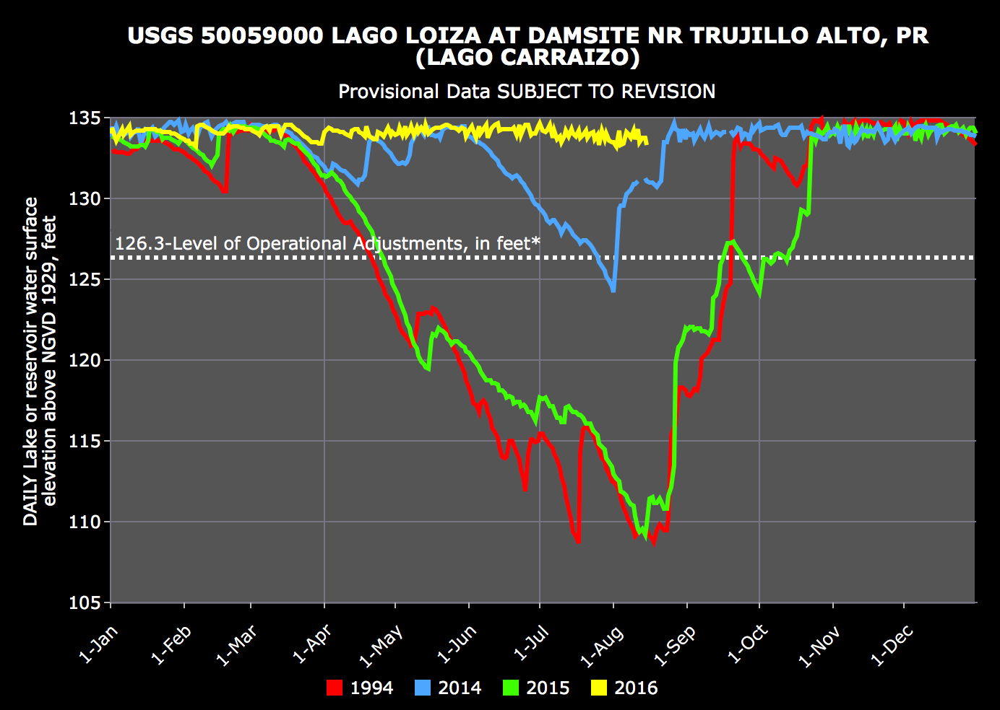 USGS 50059000 LAGO LOIZA AT DAMSITE NR TRUJILLO ALTO, PR
(LAGO CARRAIZO)
Provisional Data SUBJECT TO REVISION
DAILY Lake or reservoir water surface
elevation above NGVD 1929, feet
135
130
126.3-Level of Operational Adjustments, in feet*
125
120
115
110
105
1-Jan
1-Feb
1-Mar
1-Apr
1-May
1-Jun
1-Jul
1-Aug
1-Sep
1-Oct
1-Nov
1-Dec
1994 2014 2015 2016